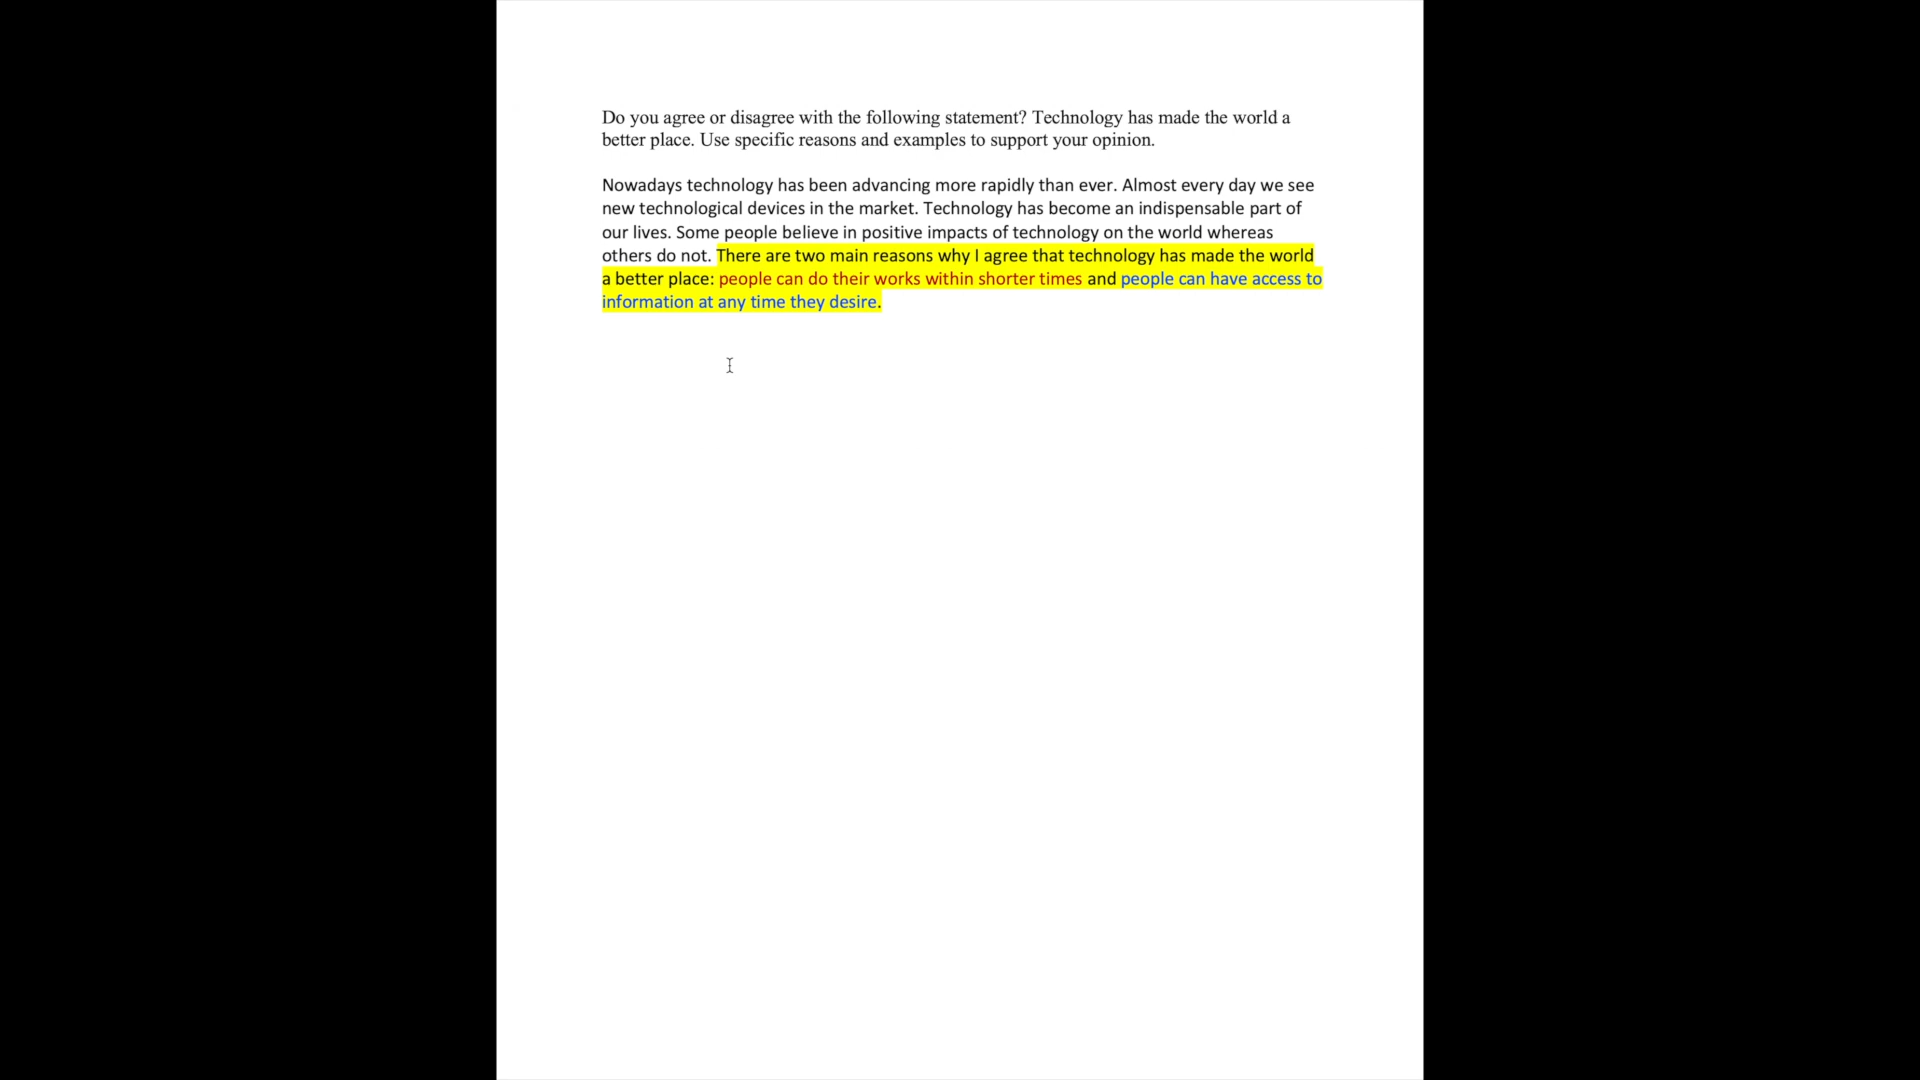 Do you agree or disagree with the following statement? Technology has made the world a
better place. Use specific reasons and examples to support your opinion.
Nowadays technology has been advancing more rapidly than ever. Almost every day we see
new technological devices in the market. Technology has become an indispensable part of
our lives. Some people believe in positive impacts of technology on the world whereas
others do not. There are two main reasons why I agree that technology has made the world
a better place: people can do their works within shorter times and people can have access to
information at any time they desire.